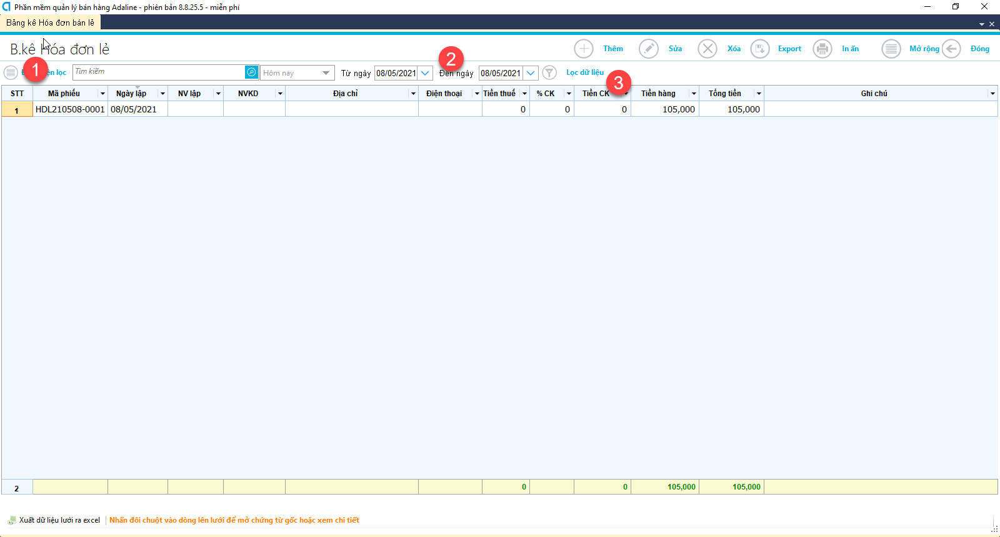 Phần mềm quản lý bán hàng Adaline - phiên bản 8.8.25.5 - miễn phí
Bảng kê Hóa đơn bán lẻ
B.kê Hóa đơn lẻ
Thêm Sửa Xóa Export In ấn Mở rộng Đóng
1 lọc Tìm kiếm Hôm nay Từ ngày 08/05/2021 2 Đến ngày 08/05/2021 Lọc dữ liệu 3
STT Mã phiếu Ngày lập NV lập NVKD Địa chỉ Điện thoại Tiền thuế % CK Tiền CK Tiền hàng Tổng tiền Ghi chú
1 HDL210508-0001 08/05/2021 0 0 0 105,000 105,000
2 0 0 105,000 105,000
Xuất dữ liệu lưới ra excel Nhấn đôi chuột vào dòng lên lưới để mở chứng từ gốc hoặc xem chi tiết